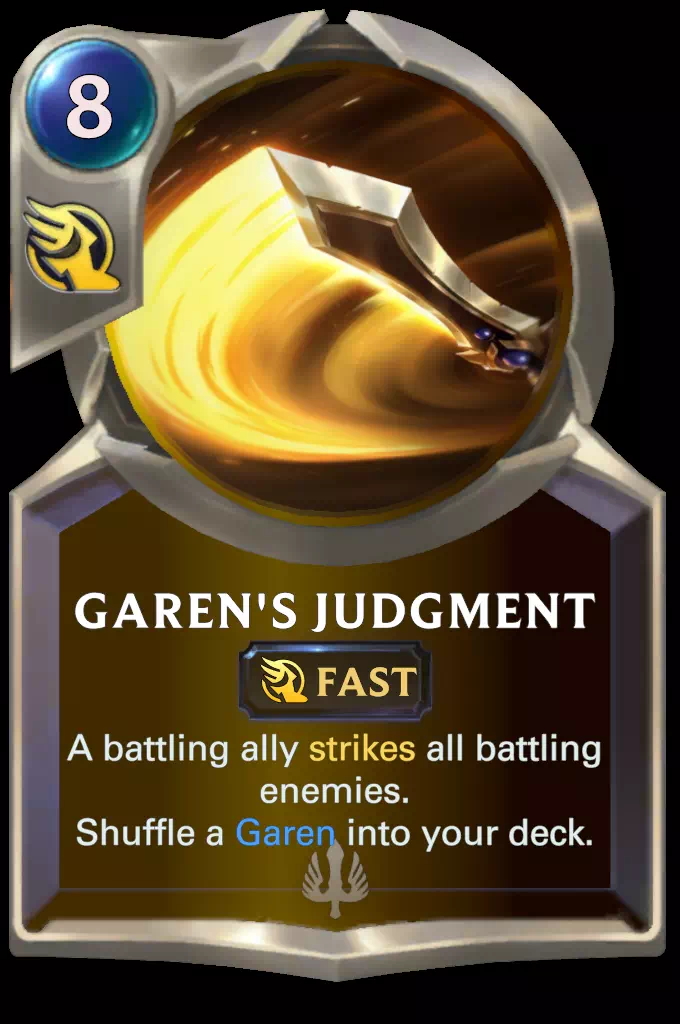 8
GAREN'S JUDGMENT
FAST
A battling ally strikes all battling
enemies.
Shuffle a Garen into your deck.